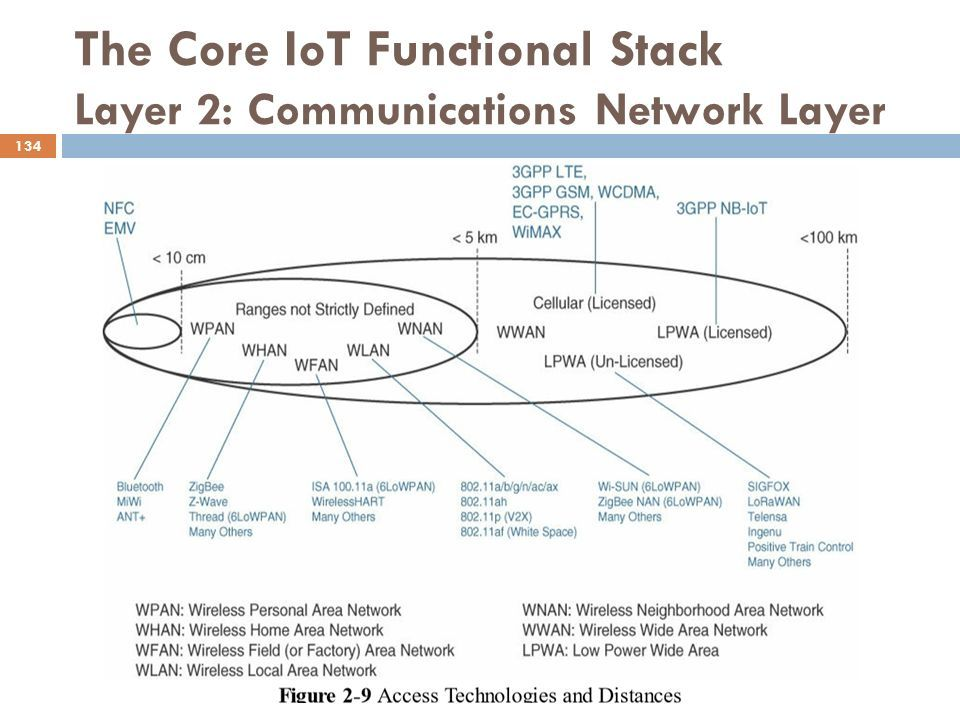 The Core IoT Functional Stack
Layer 2: Communications Network Layer
134
NFC
EMV
< 10 cm
< 5 km
3GPP LTE,
3GPP GSM, WCDMA,
EC-GPRS,
WiMAX
3GPP NB-IoT
<100 km
Ranges not Strictly Defined
WPAN
WHAN
WFAN
WLAN
WNAN
Cellular (Licensed)
WWAN
LPWA (Licensed)
LPWA (Un-Licensed)
Bluetooth
MiWi
ANT+
ZigBee
Z-Wave
Thread (6LoWPAN)
Many Others
ISA 100.11a (6LoWPAN)
WirelessHART
Many Others
802.11a/b/g/n/ac/ax
802.11ah
802.11p (V2X)
802.11af (White Space)
Wi-SUN (6LoWPAN)
ZigBee NAN (6LoWPAN)
Many Others
SIGFOX
LoRaWAN
Telensa
Ingenu
Positive Train Control
Many Others
WPAN: Wireless Personal Area Network
WHAN: Wireless Home Area Network
WFAN: Wireless Field (or Factory) Area Network
WLAN: Wireless Local Area Network
WNAN: Wireless Neighborhood Area Network
WWAN: Wireless Wide Area Network
LPWA: Low Power Wide Area
Figure 2-9 Access Technologies and Distances